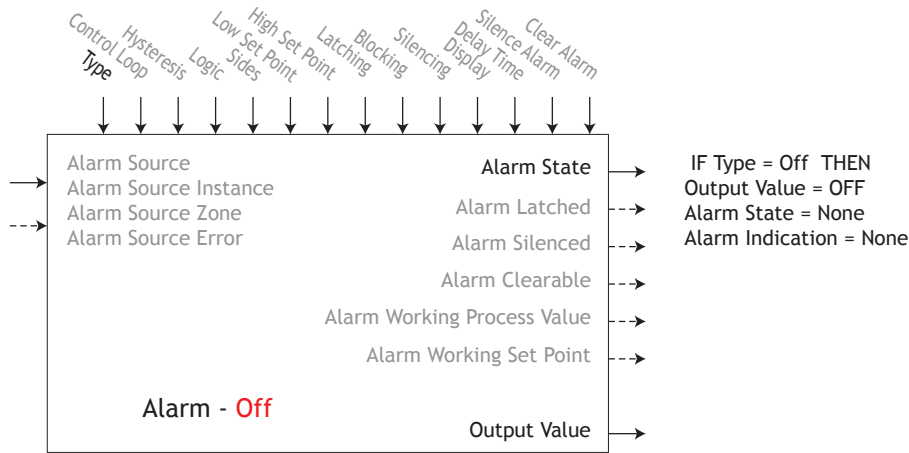 Type
Control Loop
Hysteresis
Logic
Sides
Low Set Point
High Set Point
Latching
Blocking
Silencing
Display
Delay Time
Silence Alarm
Clear Alarm
Alarm Source
Alarm Source Instance
Alarm Source Zone
Alarm Source Error
Alarm State
Alarm Latched
Alarm Silenced
Alarm Clearable
Alarm Working Process Value
Alarm Working Set Point
Alarm - Off
Output Value
IF Type = Off THEN
Output Value = OFF
Alarm State = None
Alarm Indication = None